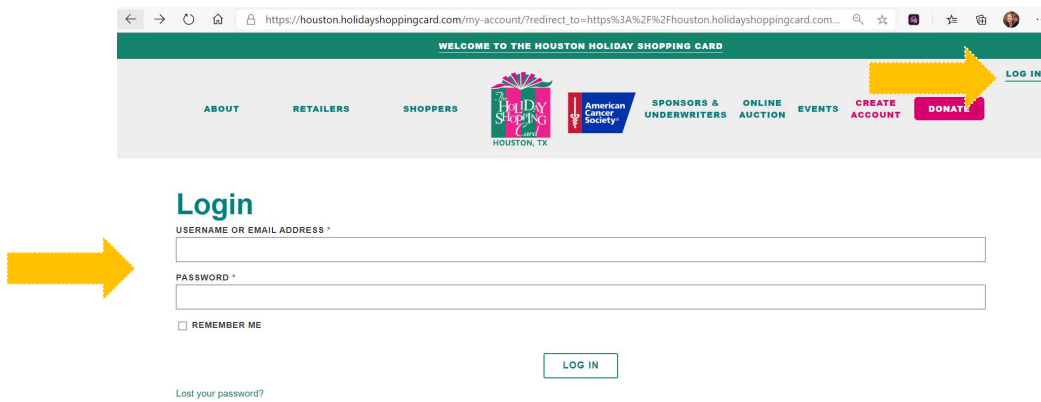 https://houston.holidayshoppingcard.com/my-account/?redirect_to=https%3A%2F%2Fhouston.holidayshoppingcard.com...
WELCOME TO THE HOUSTON HOLIDAY SHOPPING CARD
LOG IN
ABOUT
RETAILERS
SHOPPERS
The
HOLIDAY
SHOPPING
Card
HOUSTON, TX
American
Cancer
Society®
SPONSORS &
UNDERWRITERS
ONLINE
AUCTION
EVENTS
CREATE
ACCOUNT
DONATE
Login
USERNAME OR EMAIL ADDRESS *
PASSWORD *
REMEMBER ME
LOG IN
Lost your password?